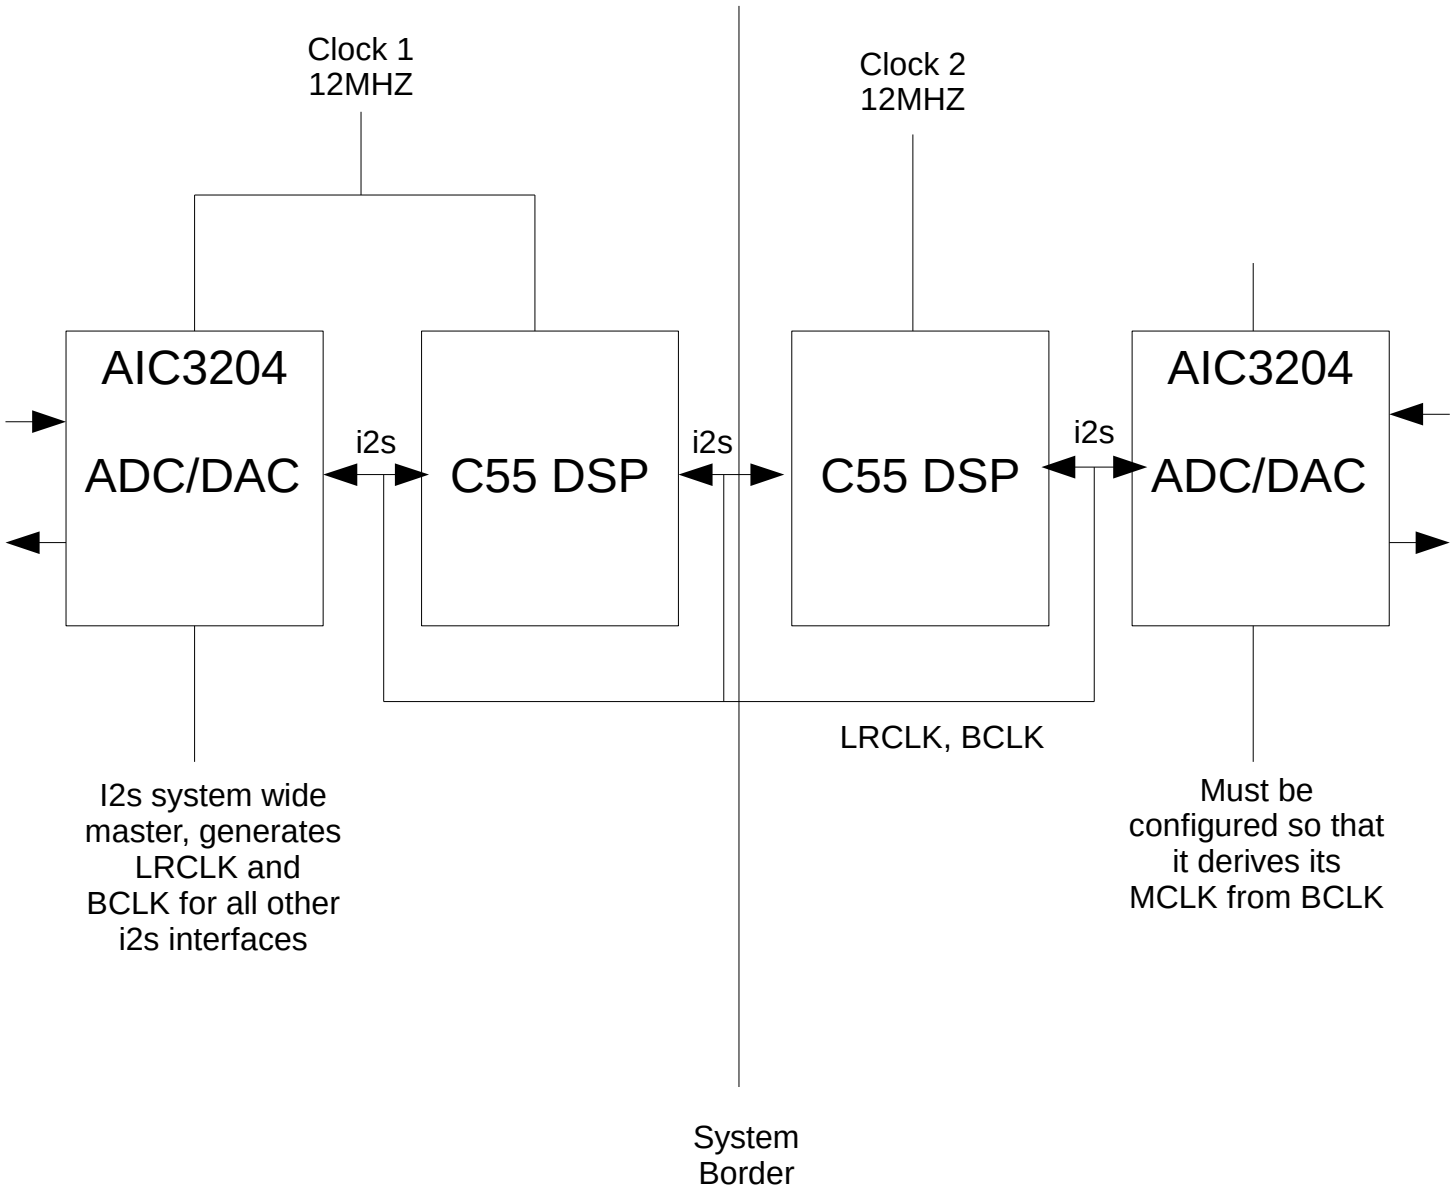 Clock 1
12MHZ
Clock 2
12MHZ
AIC3204
ADC/DAC
i2s
C55 DSP
i2s
C55 DSP
i2s
AIC3204
ADC/DAC
LRCLK, BCLK
I2s system wide
master, generates
LRCLK and
BCLK for all other
i2s interfaces
Must be
configured so that
it derives its
MCLK from BCLK
System
Border